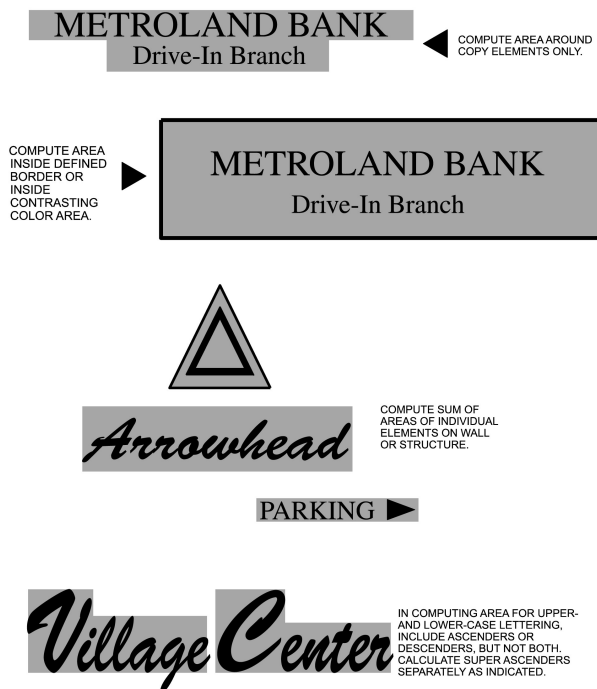 METROLAND BANK
Drive-In Branch
COMPUTE AREA AROUND
COPY ELEMENTS ONLY.
COMPUTE AREA
INSIDE DEFINED
BORDER OR
INSIDE
CONTRASTING
COLOR AREA.
METROLAND BANK
Drive-In Branch
Arrowhead
COMPUTE SUM OF
AREAS OF INDIVIDUAL
ELEMENTS ON WALL
OR STRUCTURE.
PARKING
Village Center
IN COMPUTING AREA FOR UPPER-
AND LOWER-CASE LETTERING,
INCLUDE ASCENDERS OR
DESCENDERS, BUT NOT BOTH.
CALCULATE SUPER ASCENDERS
SEPARATELY AS INDICATED.